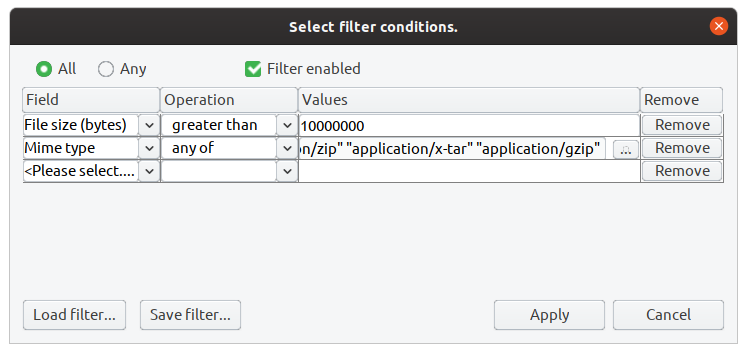 Select filter conditions.
All Any Filter enabled
Field Operation Values Remove
File size (bytes) greater than 10000000 Remove
Mime type any of n/zip" "application/x-tar" "application/gzip" ... Remove
<Please select.... Remove
Load filter... Save filter... Apply Cancel